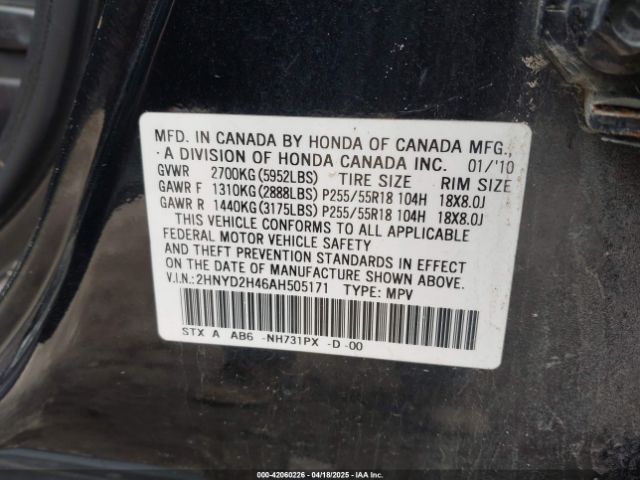 MFD. IN CANADA BY HONDA OF CANADA MFG.,
A DIVISION OF HONDA CANADA INC. 01/'10
GVWR 2700KG(5952LBS) TIRE SIZE RIM SIZE
GAWR F 1310KG(2888LBS) P255/55R18 104H 18X8.0J
GAWR R 1440KG(3175LBS) P255/55R18 104H 18X8.0J
THIS VEHICLE CONFORMS TO ALL APPLICABLE
FEDERAL MOTOR VEHICLE SAFETY
AND THEFT PREVENTION STANDARDS IN EFFECT
ON THE DATE OF MANUFACTURE SHOWN ABOVE.
V.I.N.: 2HNYD2H46AH505171 TYPE: MPV
STX A AB6 -NH731PX -D -00
000-42060226 - 04/18/2025 - IAA Inc.